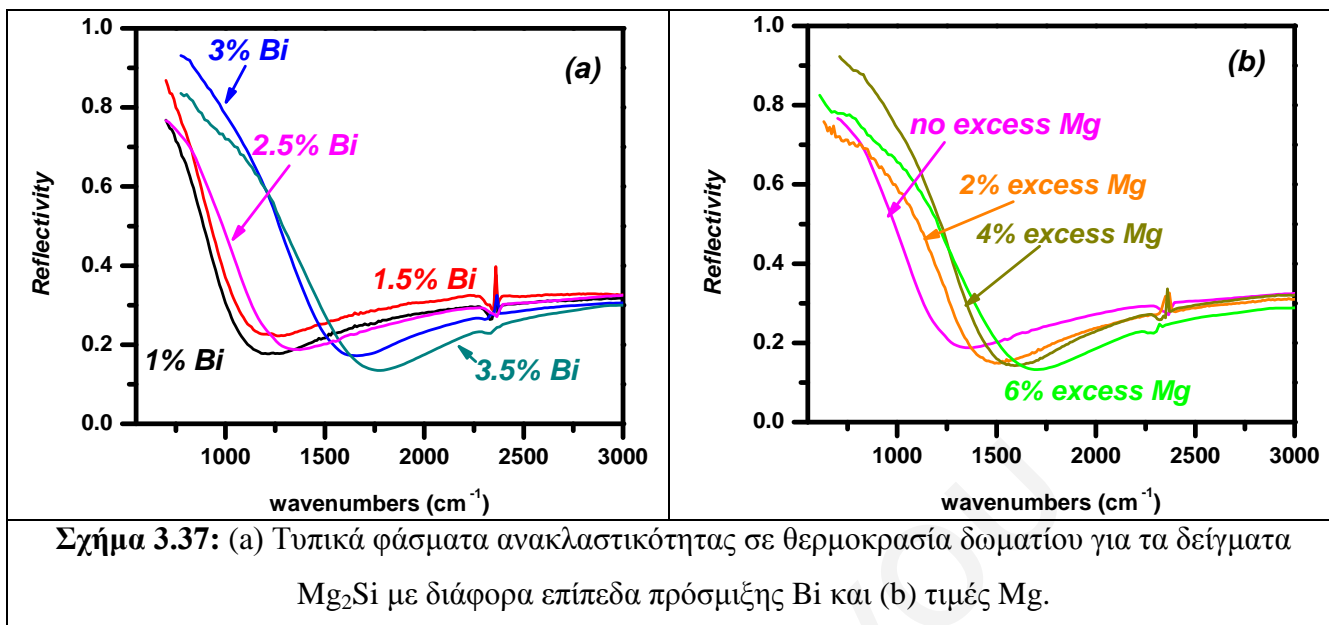 1.0
0.8
0.6
0.4
0.2
0.0
Reflectivity
3% Bi
(a)
2.5% Bi
1.5% Bi
1% Bi
3.5% Bi
1000 1500 2000 2500 3000
wavenumbers (cm⁻¹)
1.0
0.8
0.6
0.4
0.2
0.0
Reflectivity
(b)
no excess Mg
2% excess Mg
4% excess Mg
6% excess Mg
1000 1500 2000 2500 3000
wavenumbers (cm⁻¹)
Σχήμα 3.37: (a) Τυπικά φάσματα ανακλαστικότητας σε θερμοκρασία δωματίου για τα δείγματα
Mg₂Si με διάφορα επίπεδα πρόσμιξης Bi και (b) τιμές Mg.